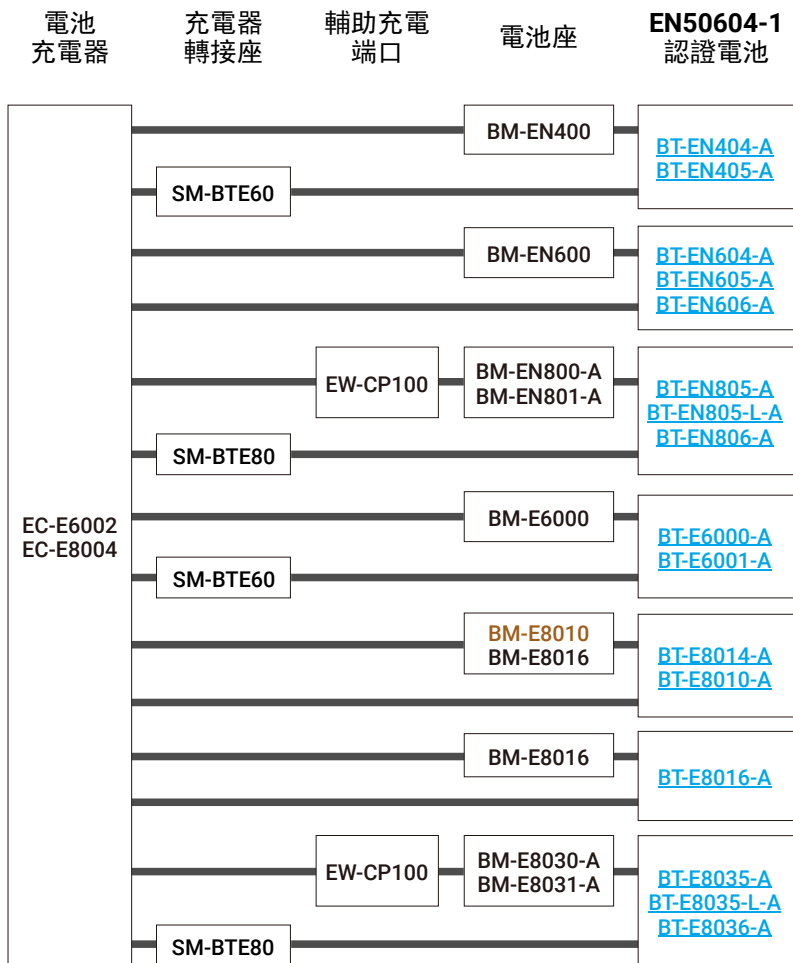 電池
充電器
充電器
轉接座
輔助充電
端口
電池座
EN50604-1
認證電池
EC-E6002
EC-E8004
BM-EN400
SM-BTE60
BT-EN404-A
BT-EN405-A
BM-EN600
BT-EN604-A
BT-EN605-A
BT-EN606-A
EW-CP100
BM-EN800-A
BM-EN801-A
SM-BTE80
BT-EN805-A
BT-EN805-L-A
BT-EN806-A
BM-E6000
SM-BTE60
BT-E6000-A
BT-E6001-A
BM-E8010
BM-E8016
BT-E8014-A
BT-E8010-A
BM-E8016
BT-E8016-A
EW-CP100
BM-E8030-A
BM-E8031-A
SM-BTE80
BT-E8035-A
BT-E8035-L-A
BT-E8036-A